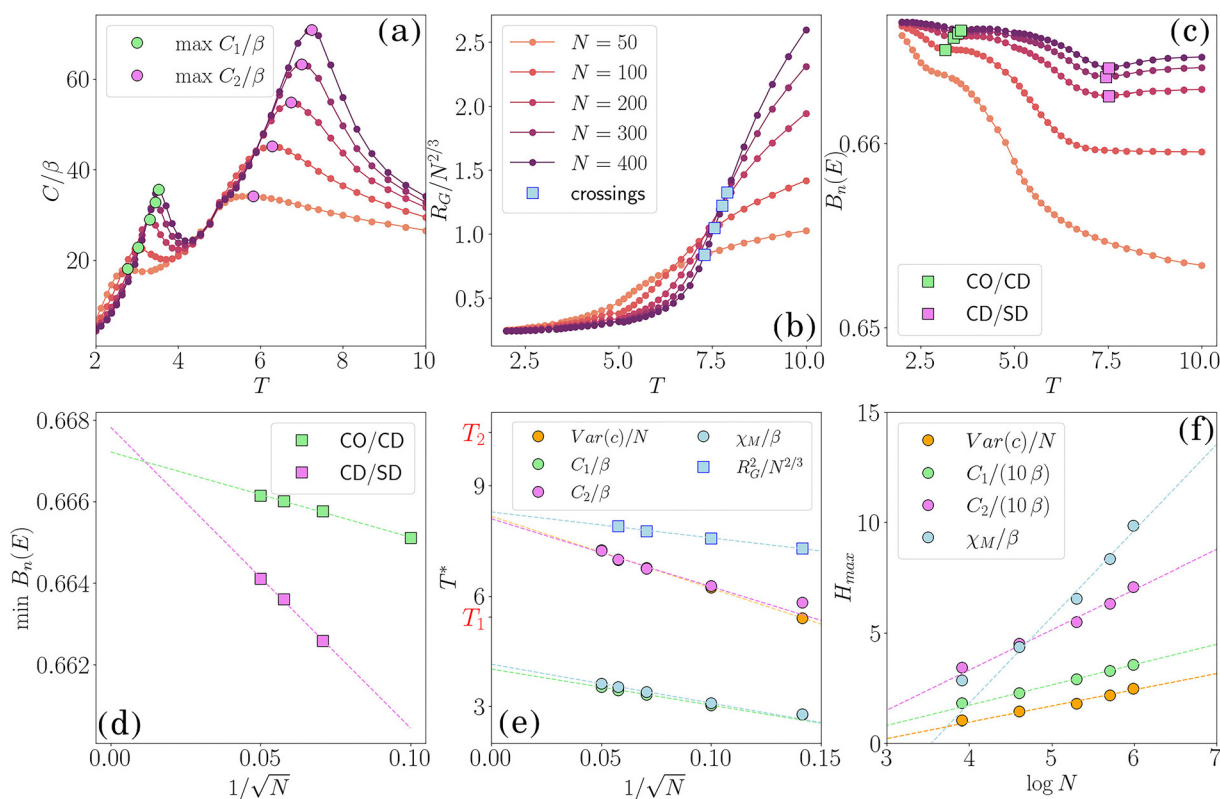 (a)
max C₁/β
max C₂/β
C/β
60
40
20
2 4 6 8 10
T
N = 50
N = 100
N = 200
N = 300
N = 400
crossings
R_G/N^{2/3}
2.5
2.0
1.5
1.0
0.5
(b)
2.5 5.0 7.5 10.0
T
(c)
B_n(E)
0.66
0.65
CO/CD
CD/SD
2.5 5.0 7.5 10.0
T
0.668
0.666
0.664
0.662
min B_n(E)
CO/CD
CD/SD
(d)
0.00 0.05 0.10
1/√N
T₂
9
6
T₁
3
T*
Var(c)/N
C₁/β
C₂/β
χ_M/β
R_G^2/N^{2/3}
(e)
0.00 0.05 0.10 0.15
1/√N
15
10
5
0
H_{max}
Var(c)/N
C₁/(10 β)
C₂/(10 β)
χ_M/β
(f)
3 4 5 6 7
log N